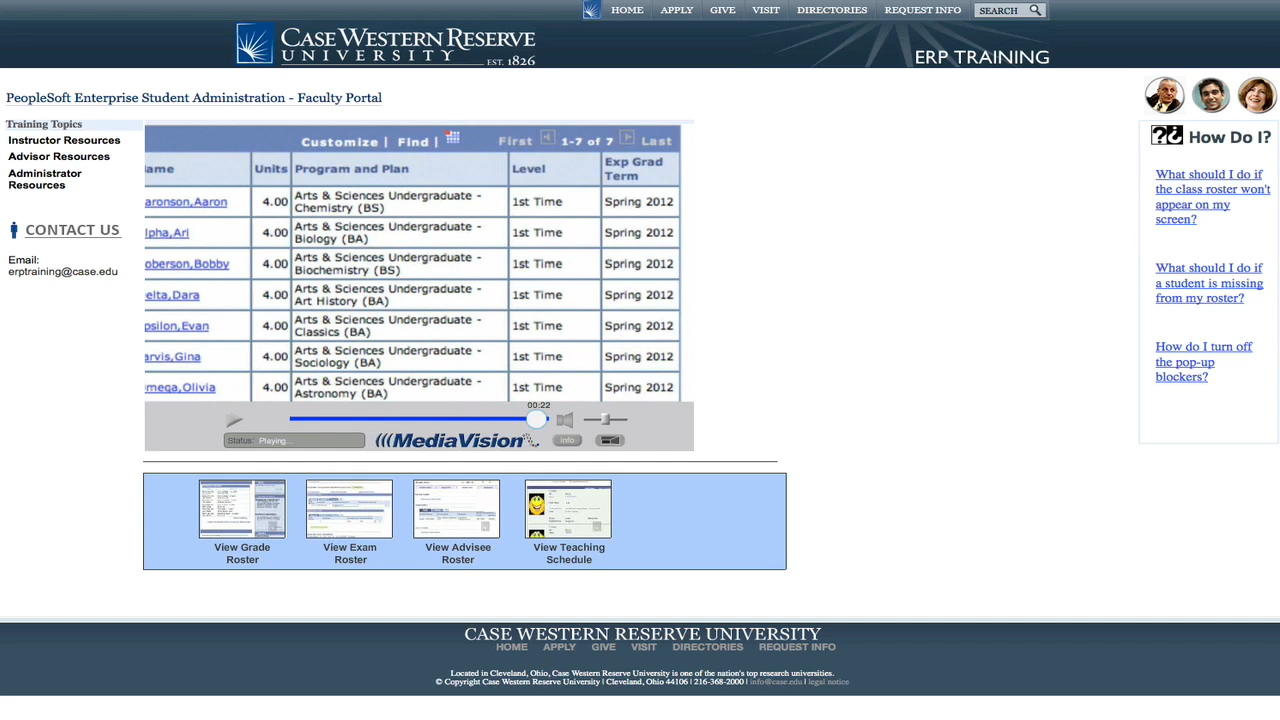 HOME APPLY GIVE VISIT DIRECTORIES REQUEST INFO SEARCH
CASE WESTERN RESERVE
UNIVERSITY EST. 1826
ERP TRAINING
PeopleSoft Enterprise Student Administration - Faculty Portal
Training Topics
Instructor Resources
Advisor Resources
Administrator
Resources
CONTACT US
Email:
erptraining@case.edu
Customize | Find | First 1-7 of 7 Last
ame Units Program and Plan Level Exp Grad Term
aronson,Aaron 4.00 Arts & Sciences Undergraduate - 1st Time Spring 2012
Chemistry (BS)
lpha,Ari 4.00 Arts & Sciences Undergraduate - 1st Time Spring 2012
Biology (BA)
oberson,Bobby 4.00 Arts & Sciences Undergraduate - 1st Time Spring 2012
Biochemistry (BS)
elta,Dara 4.00 Arts & Sciences Undergraduate - 1st Time Spring 2012
Art History (BA)
psilon,Evan 4.00 Arts & Sciences Undergraduate - 1st Time Spring 2012
Classics (BA)
arvis,Gina 4.00 Arts & Sciences Undergraduate - 1st Time Spring 2012
Sociology (BA)
mega,Olivia 4.00 Arts & Sciences Undergraduate - 1st Time Spring 2012
Astronomy (BA)
00:22
Status: Playing...
(((MediaVision
info
View Grade
Roster
View Exam
Roster
View Advisee
Roster
View Teaching
Schedule
How Do I?
What should I do if
the class roster won't
appear on my
screen?
What should I do if
a student is missing
from my roster?
How do I turn off
the pop-up
blockers?
CASE WESTERN RESERVE UNIVERSITY
HOME APPLY GIVE VISIT DIRECTORIES REQUEST INFO
Located in Cleveland, Ohio, Case Western Reserve University is one of the nation's top research universities.
© Copyright Case Western Reserve University | Cleveland, Ohio 44106 | 216-368-2000 | info@case.edu | legal notice